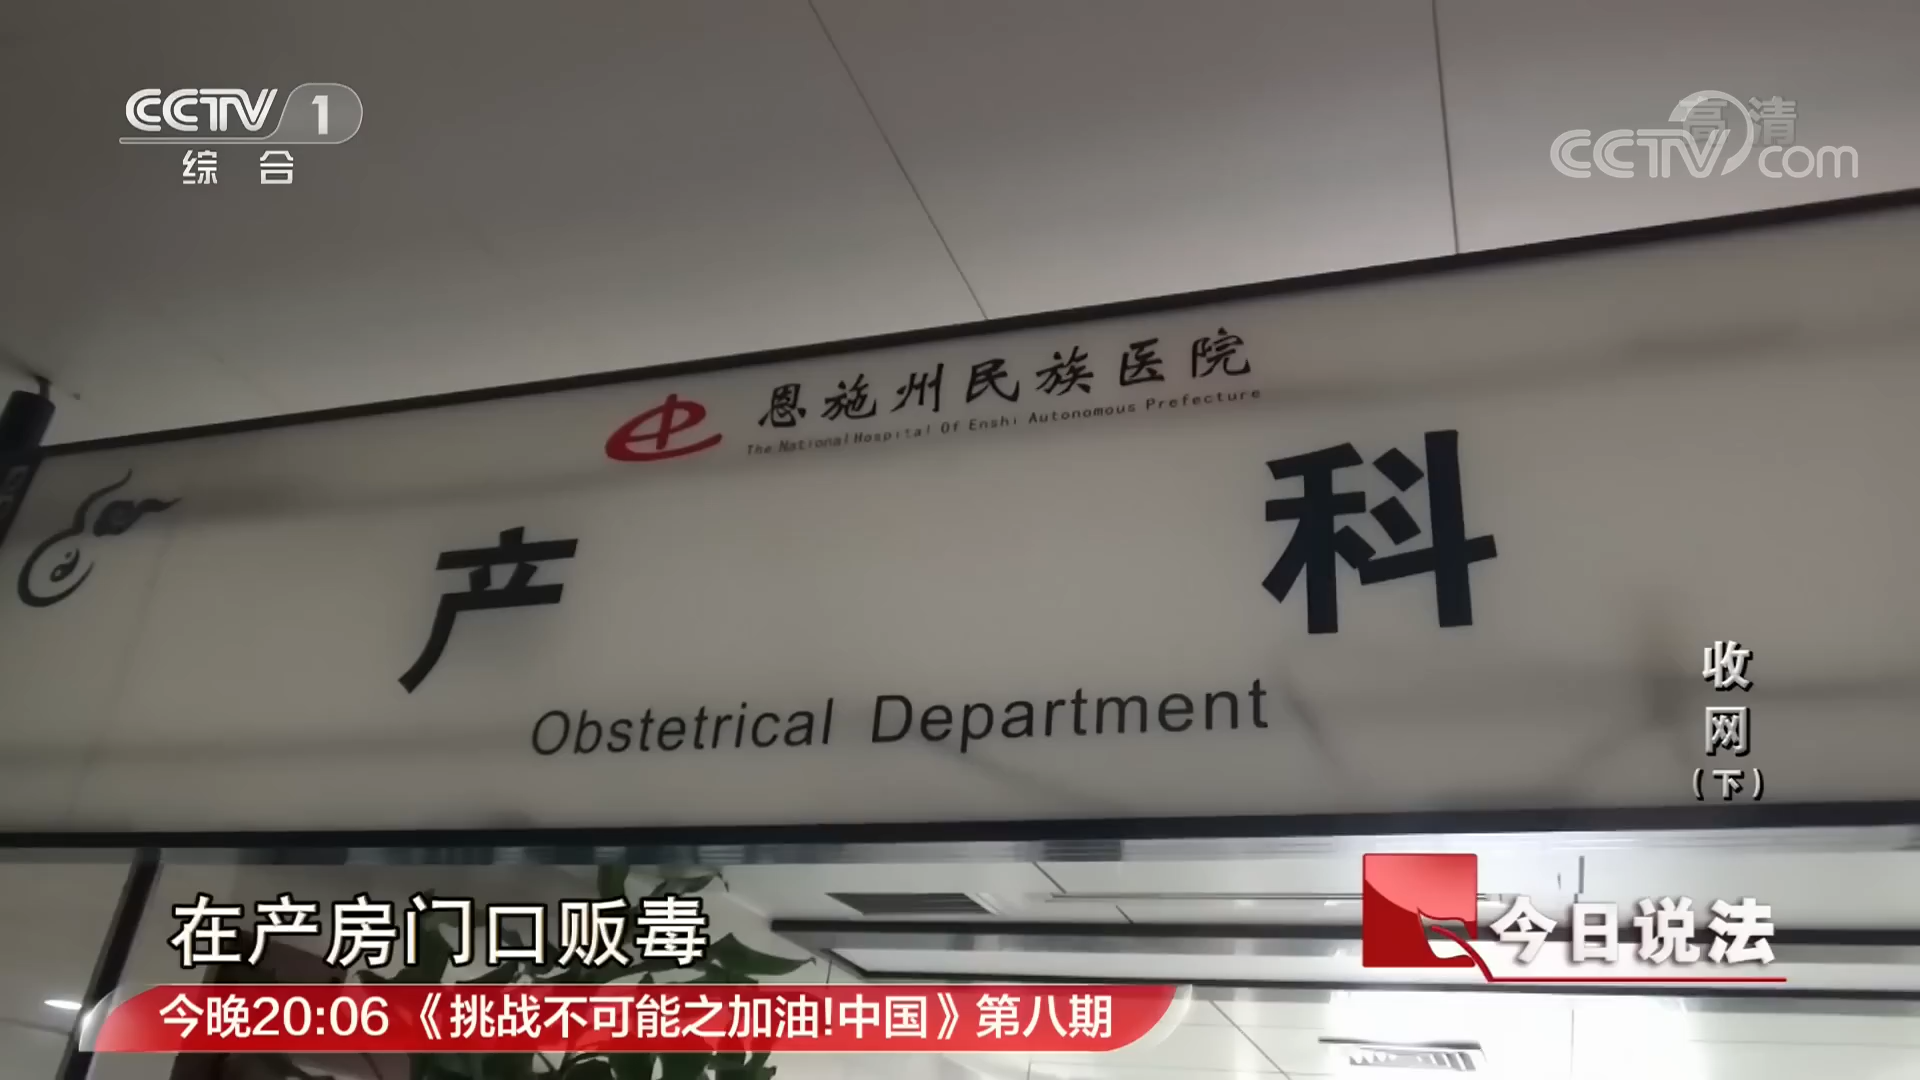 CCTV 1
综合
高清
CCTV.com
恩施州民族医院
The National Hospital Of Enshi Autonomous Prefecture
产科
Obstetrical Department
收网
(下)
在产房门口贩毒
今日说法
今晚20:06《挑战不可能之加油!中国》第八期